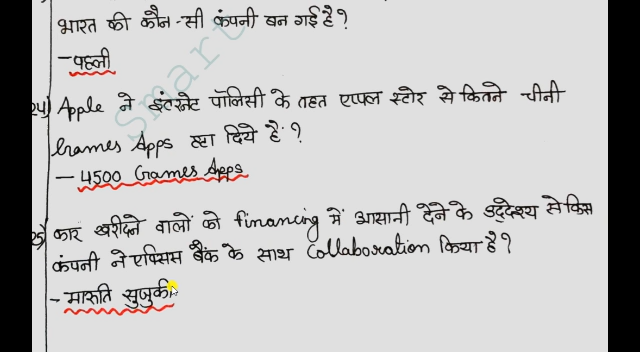 भारत की कौन-सी कंपनी बन गई है?
- पहली
24) Apple ने इंटरनेट पॉलिसी के तहत एप्पल स्टोर से कितने चीनी
Games Apps हटा दिये हैं?
- 4500 Games Apps
25) कार खरीदने वालों को financing में आसानी देने के उद्देश्य से किस
कंपनी ने एक्सिस बैंक के साथ Collaboration किया है?
- मारुति सुजुकी
Smart